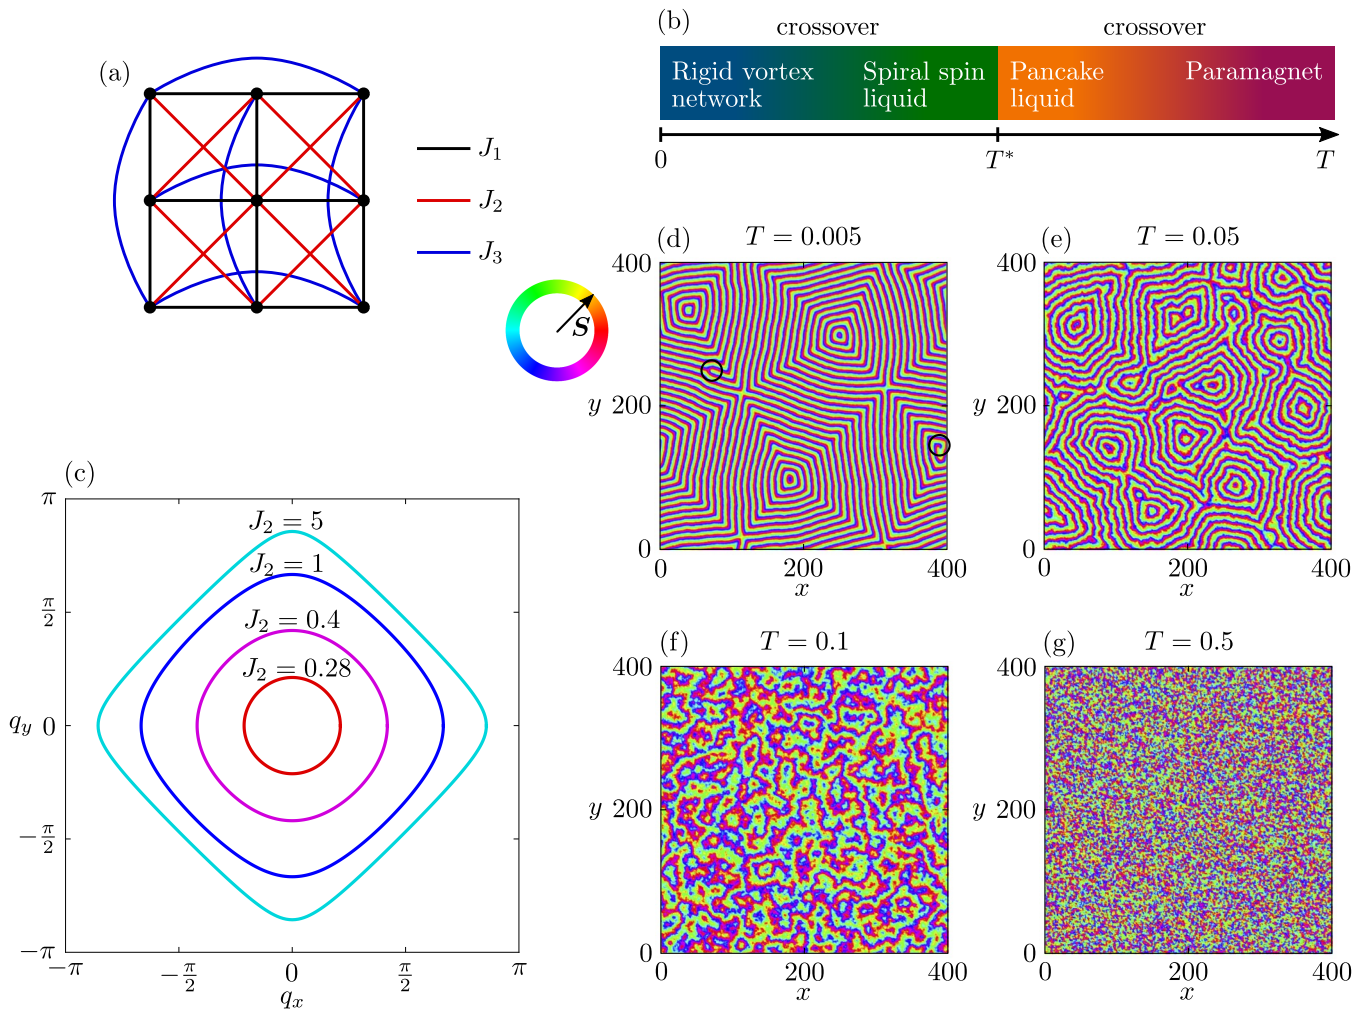 (a)
J₁
J₂
J₃
S
(b)
crossover
crossover
Rigid vortex
network
Spiral spin
liquid
Pancake
liquid
Paramagnet
0
T*
T
(c)
π
π/2
q_y 0
−π/2
−π
J₂ = 5
J₂ = 1
J₂ = 0.4
J₂ = 0.28
−π −π/2 0 π/2 π
q_x
(d) T = 0.005
400
y 200
0
0 200 400
x
(e) T = 0.05
400
y 200
0
0 200 400
x
(f) T = 0.1
400
y 200
0
0 200 400
x
(g) T = 0.5
400
y 200
0
0 200 400
x